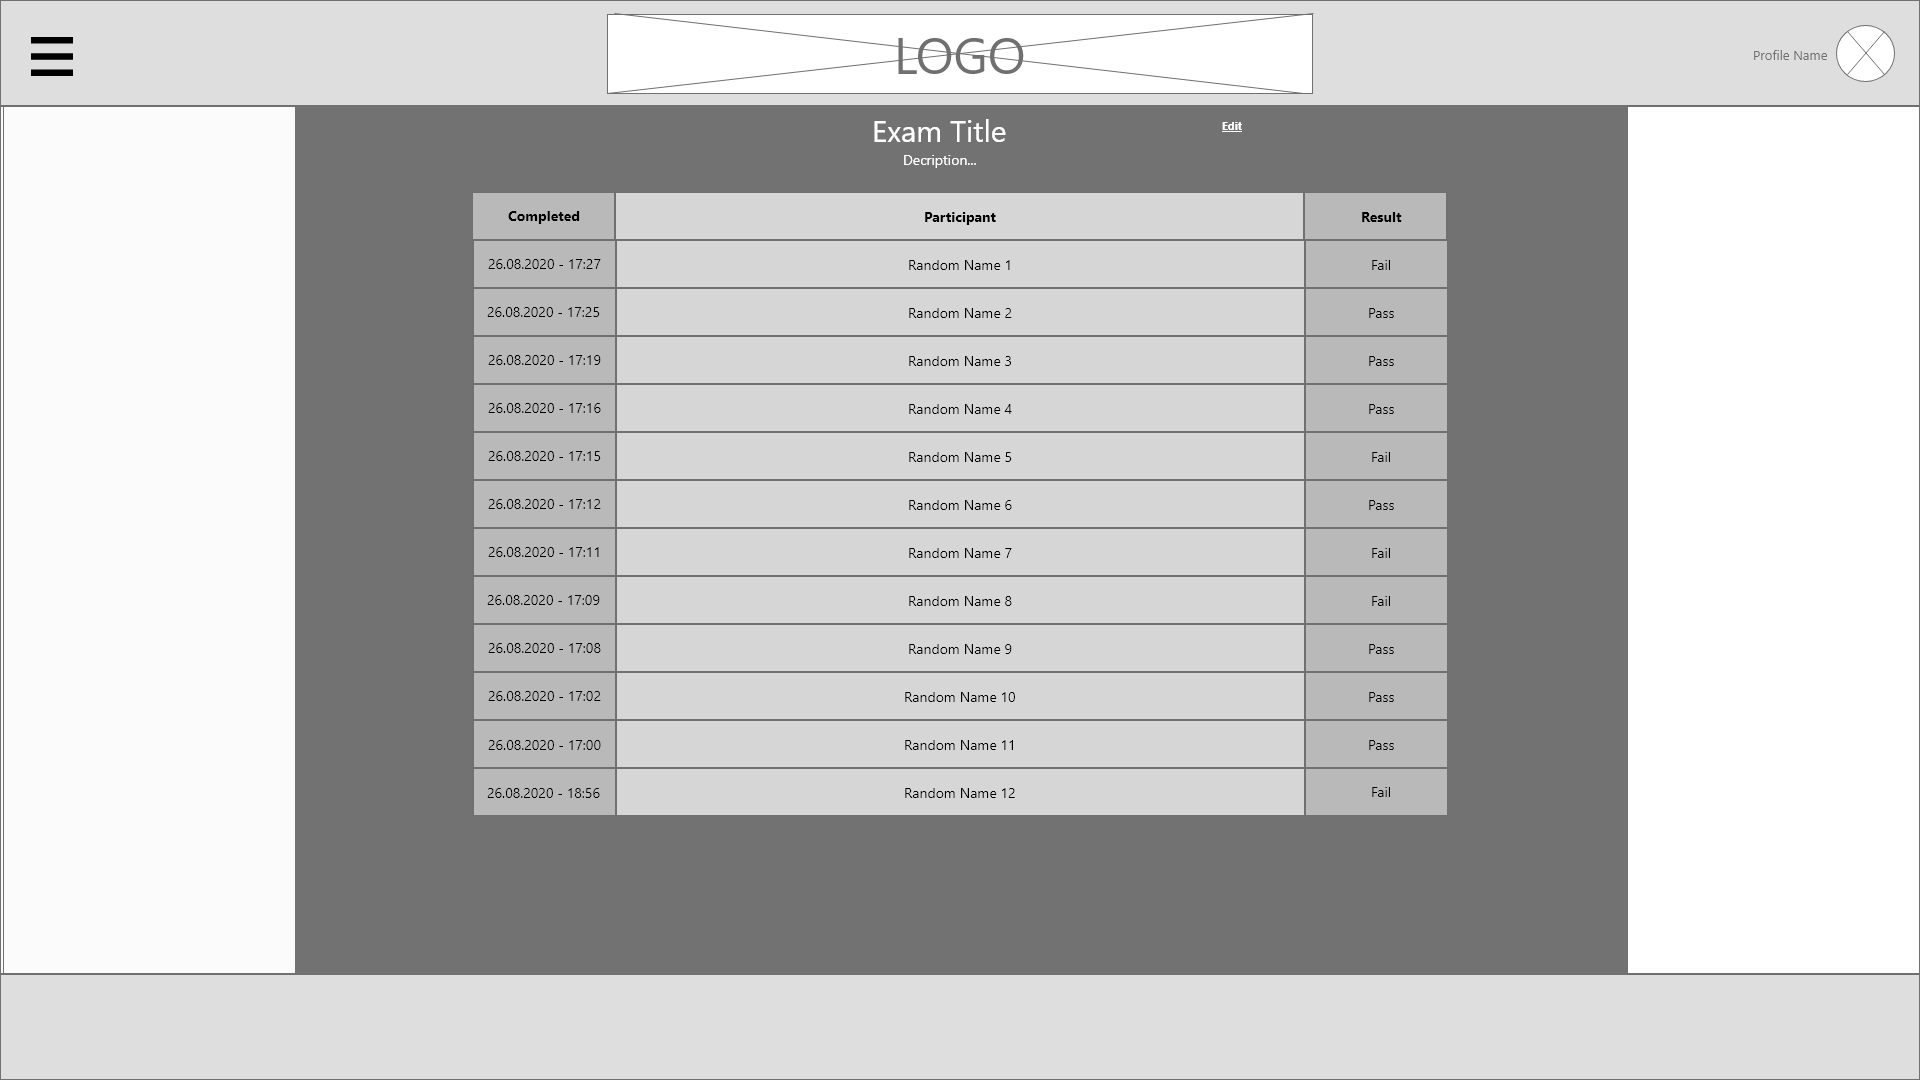 LOGO
Profile Name
Exam Title
Edit
Decription...
Completed Participant Result
26.08.2020 - 17:27 Random Name 1 Fail
26.08.2020 - 17:25 Random Name 2 Pass
26.08.2020 - 17:19 Random Name 3 Pass
26.08.2020 - 17:16 Random Name 4 Pass
26.08.2020 - 17:15 Random Name 5 Fail
26.08.2020 - 17:12 Random Name 6 Pass
26.08.2020 - 17:11 Random Name 7 Fail
26.08.2020 - 17:09 Random Name 8 Fail
26.08.2020 - 17:08 Random Name 9 Pass
26.08.2020 - 17:02 Random Name 10 Pass
26.08.2020 - 17:00 Random Name 11 Pass
26.08.2020 - 18:56 Random Name 12 Fail